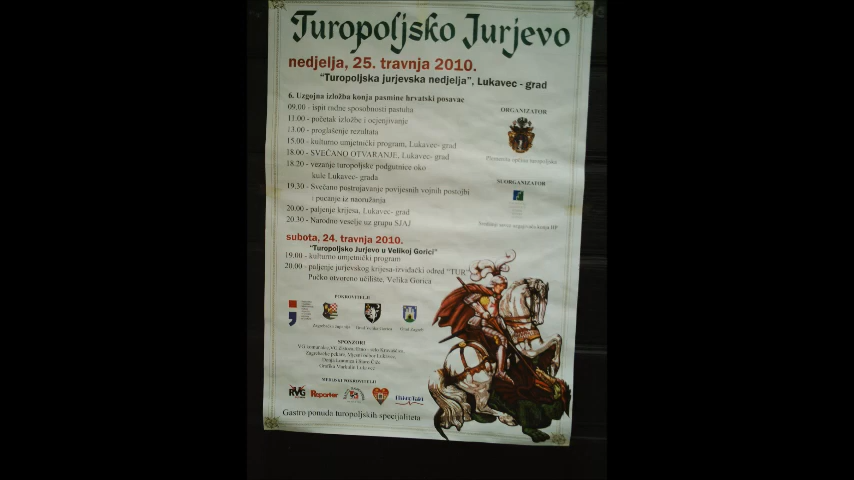 Turopoljsko Jurjevo
nedjelja, 25. travnja 2010.
"Turopoljska jurjevska nedjelja", Lukavec - grad
6. Uzgojna izložba konja pasmine hrvatski posavac
09,00 - ispit radne sposobnosti pastuha
11.00 - početak izložbe i ocjenjivanje
13.00 - proglašenje rezultata
15.00 - kulturno umjetnički program, Lukavec- grad
18.00 - SVEČANO OTVARANJE, Lukavec- grad
18.20 - vezanje turopoljske podgutnice oko
kule Lukavec- grada
19,30 - Svečano postrojavanje povijesnih vojnih postrojbi
i pucanje iz naoružanja
20.00 - paljenje krijesa, Lukavec- grad
20.30 - Narodno veselje uz grupu SJAJ
ORGANIZATOR
Plemenita općina turopoljska
SUORGANIZATOR
subota, 24. travnja 2010.
"Turopoljsko Jurjevo u Velikoj Gorici"
19,00 - kulturno umjetnički program
20.00 - paljenje jurjevskog krijesa-izviđački odred "TUR"
Pučko otvoreno učilište, Velika Gorica
POKROVITELJI
Grad Zagreb
SPONZORI
MEDIJSKI POKROVITELJI
RVG
Reporter
Gastro ponuda turopoljskih specijaliteta